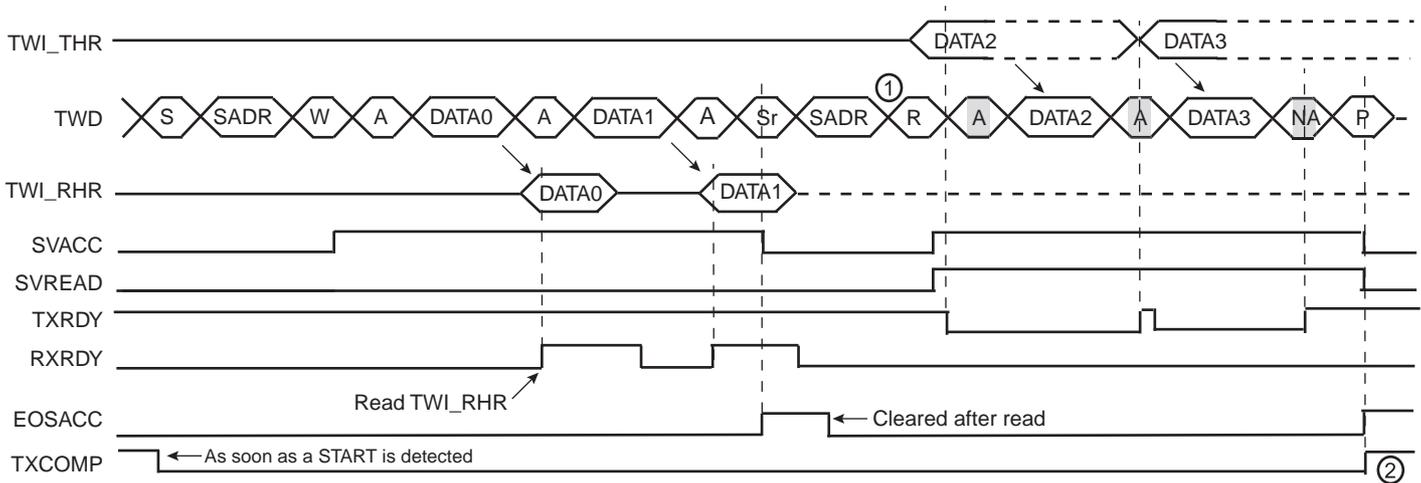 TWI_THR DATA2 DATA3
①
TWD S SADR W A DATA0 A DATA1 A Sr SADR R A DATA2 A DATA3 NA P
TWI_RHR DATA0 DATA1
SVACC
SVREAD
TXRDY
RXRDY
Read TWI_RHR
EOSACC Cleared after read
TXCOMP As soon as a START is detected ②